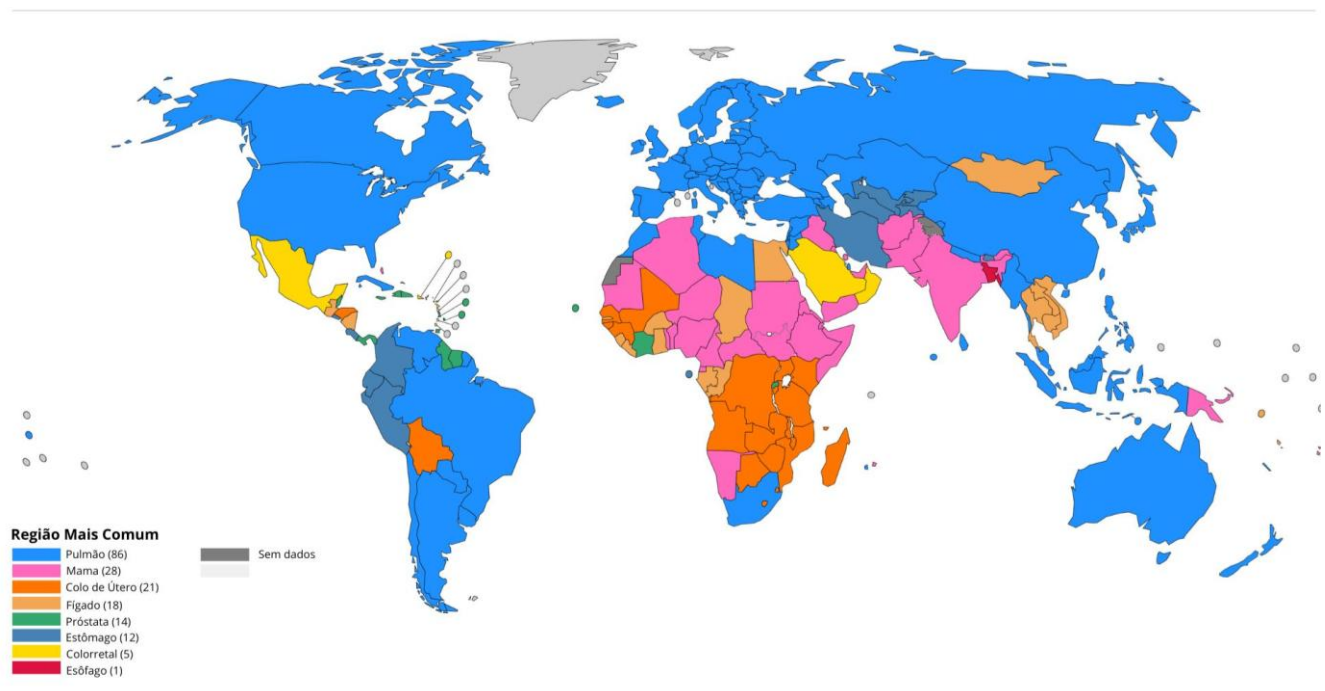 Região Mais Comum
Pulmão (86)
Mama (28)
Colo de Útero (21)
Fígado (18)
Próstata (14)
Estômago (12)
Colorretal (5)
Esôfago (1)
Sem dados